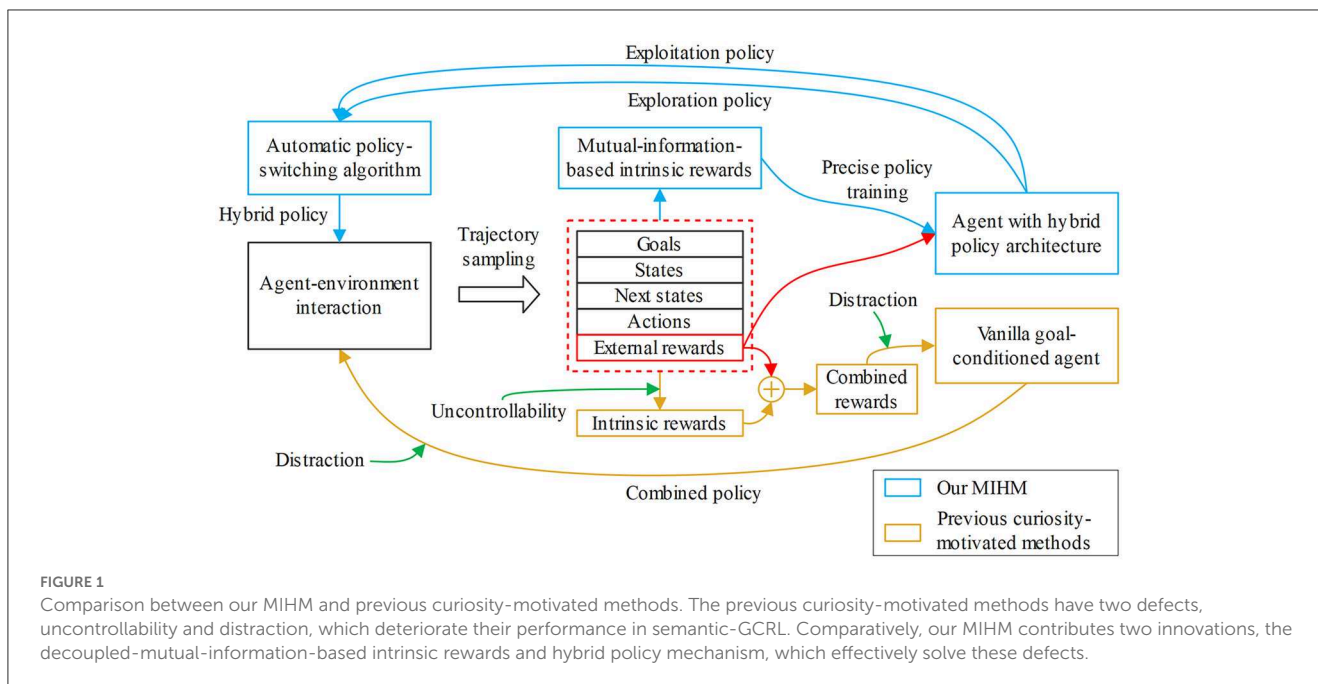 Exploitation policy
Exploration policy
Automatic policy-
switching algorithm
Mutual-information-
based intrinsic rewards
Precise policy
training
Agent with hybrid
policy architecture
Hybrid policy
Trajectory
sampling
Agent-environment
interaction
Goals
States
Next states
Actions
External rewards
Distraction
Vanilla goal-
conditioned agent
Uncontrollability
Intrinsic rewards
+
Combined
rewards
Distraction
Combined policy
Our MIHM
Previous curiosity-
motivated methods
FIGURE 1
Comparison between our MIHM and previous curiosity-motivated methods. The previous curiosity-motivated methods have two defects,
uncontrollability and distraction, which deteriorate their performance in semantic-GCRL. Comparatively, our MIHM contributes two innovations, the
decoupled-mutual-information-based intrinsic rewards and hybrid policy mechanism, which effectively solve these defects.